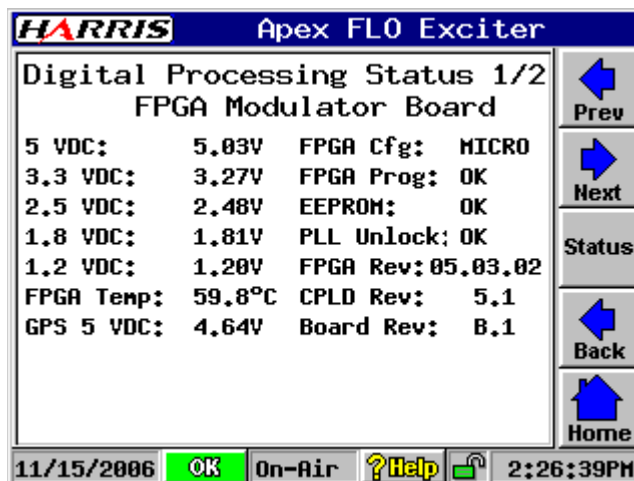 HARRIS Apex FLO Exciter
Digital Processing Status 1/2
FPGA Modulator Board
5 VDC: 5.03V FPGA Cfg: MICRO
3.3 VDC: 3.27V FPGA Prog: OK
2.5 VDC: 2.48V EEPROM: OK
1.8 VDC: 1.81V PLL Unlock: OK
1.2 VDC: 1.20V FPGA Rev: 05.03.02
FPGA Temp: 59.8°C CPLD Rev: 5.1
GPS 5 VDC: 4.64V Board Rev: B.1
Prev
Next
Status
Back
Home
11/15/2006 OK On-Air ?Help 2:26:39PM